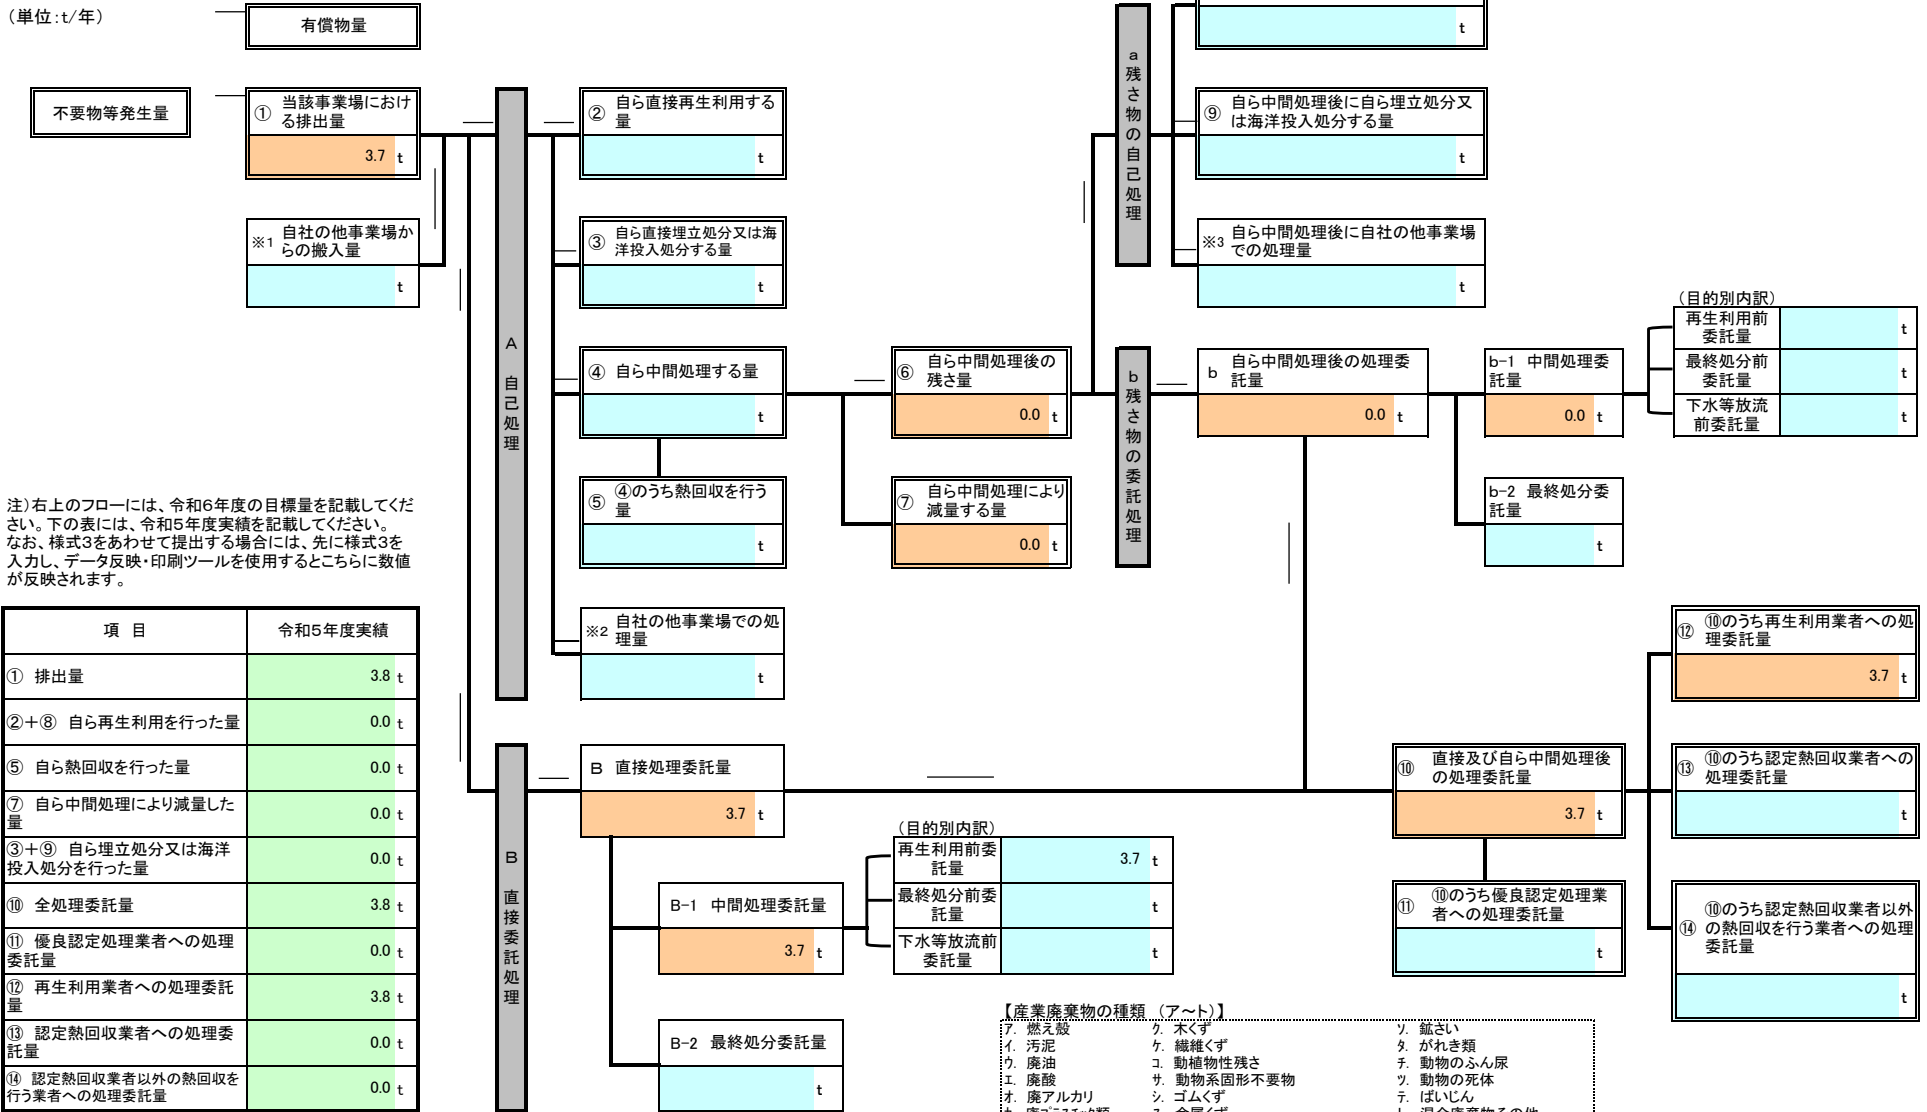 （単位:t/年）
有償物量
不要物等発生量
① 当該事業場におけ
る排出量
3.7 t
※1 自社の他事業場か
らの搬入量
t
A 自己処理
② 自ら直接再生利用する
量
t
③ 自ら直接埋立処分又は海
洋投入処分する量
t
④ 自ら中間処理する量
t
⑤ ④のうち熱回収を行う
量
t
※2 自社の他事業場での処
理量
t
⑥ 自ら中間処理後の
残さ量
0.0 t
⑦ 自ら中間処理により
減量する量
0.0 t
a 残さ物の自己処理
t
⑨ 自ら中間処理後に自ら埋立処分又
は海洋投入処分する量
t
※3 自ら中間処理後に自社の他事業場
での処理量
t
b 残さ物の委託処理
b 自ら中間処理後の処理委
託量
0.0 t
b-1 中間処理委
託量
0.0 t
（目的別内訳）
再生利用前
委託量
t
最終処分前
委託量
t
下水等放流
前委託量
t
b-2 最終処分委
託量
t
注）右上のフローには、令和6年度の目標量を記載してくだ
さい。下の表には、令和5年度実績を記載してください。
なお、様式3をあわせて提出する場合には、先に様式3を
入力し、データ反映・印刷ツールを使用するとこちらに数値
が反映されます。
項 目 令和5年度実績
① 排出量 3.8 t
②＋⑧ 自ら再生利用を行った量 0.0 t
⑤ 自ら熱回収を行った量 0.0 t
⑦ 自ら中間処理により減量した
量 0.0 t
③＋⑨ 自ら埋立処分又は海洋
投入処分を行った量 0.0 t
⑩ 全処理委託量 3.8 t
⑪ 優良認定処理業者への処理
委託量 0.0 t
⑫ 再生利用業者への処理委託
量 3.8 t
⑬ 認定熱回収業者への処理委
託量 0.0 t
⑭ 認定熱回収業者以外の熱回収を
行う業者への処理委託量 0.0 t
B 直接委託処理
B 直接処理委託量
3.7 t
B-1 中間処理委託量
3.7 t
（目的別内訳）
再生利用前委
託量
3.7 t
最終処分前委
託量
t
下水等放流前
委託量
t
B-2 最終処分委託量
t
⑩ 直接及び自ら中間処理後
の処理委託量
3.7 t
⑪ ⑩のうち優良認定処理業
者への処理委託量
t
⑫ ⑩のうち再生利用業者への処
理委託量
3.7 t
⑬ ⑩のうち認定熱回収業者への
処理委託量
t
⑭ ⑩のうち認定熱回収業者以外
の熱回収を行う業者への処理
委託量
t
【産業廃棄物の種類 （ア～ト）】
ア. 燃え殻 ク. 木くず ソ. 鉱さい
イ. 汚泥 ケ. 繊維くず タ. がれき類
ウ. 廃油 コ. 動植物性残さ チ. 動物のふん尿
エ. 廃酸 サ. 動物系固形不要物 ツ. 動物の死体
オ. 廃アルカリ シ. ゴムくず テ. ばいじん